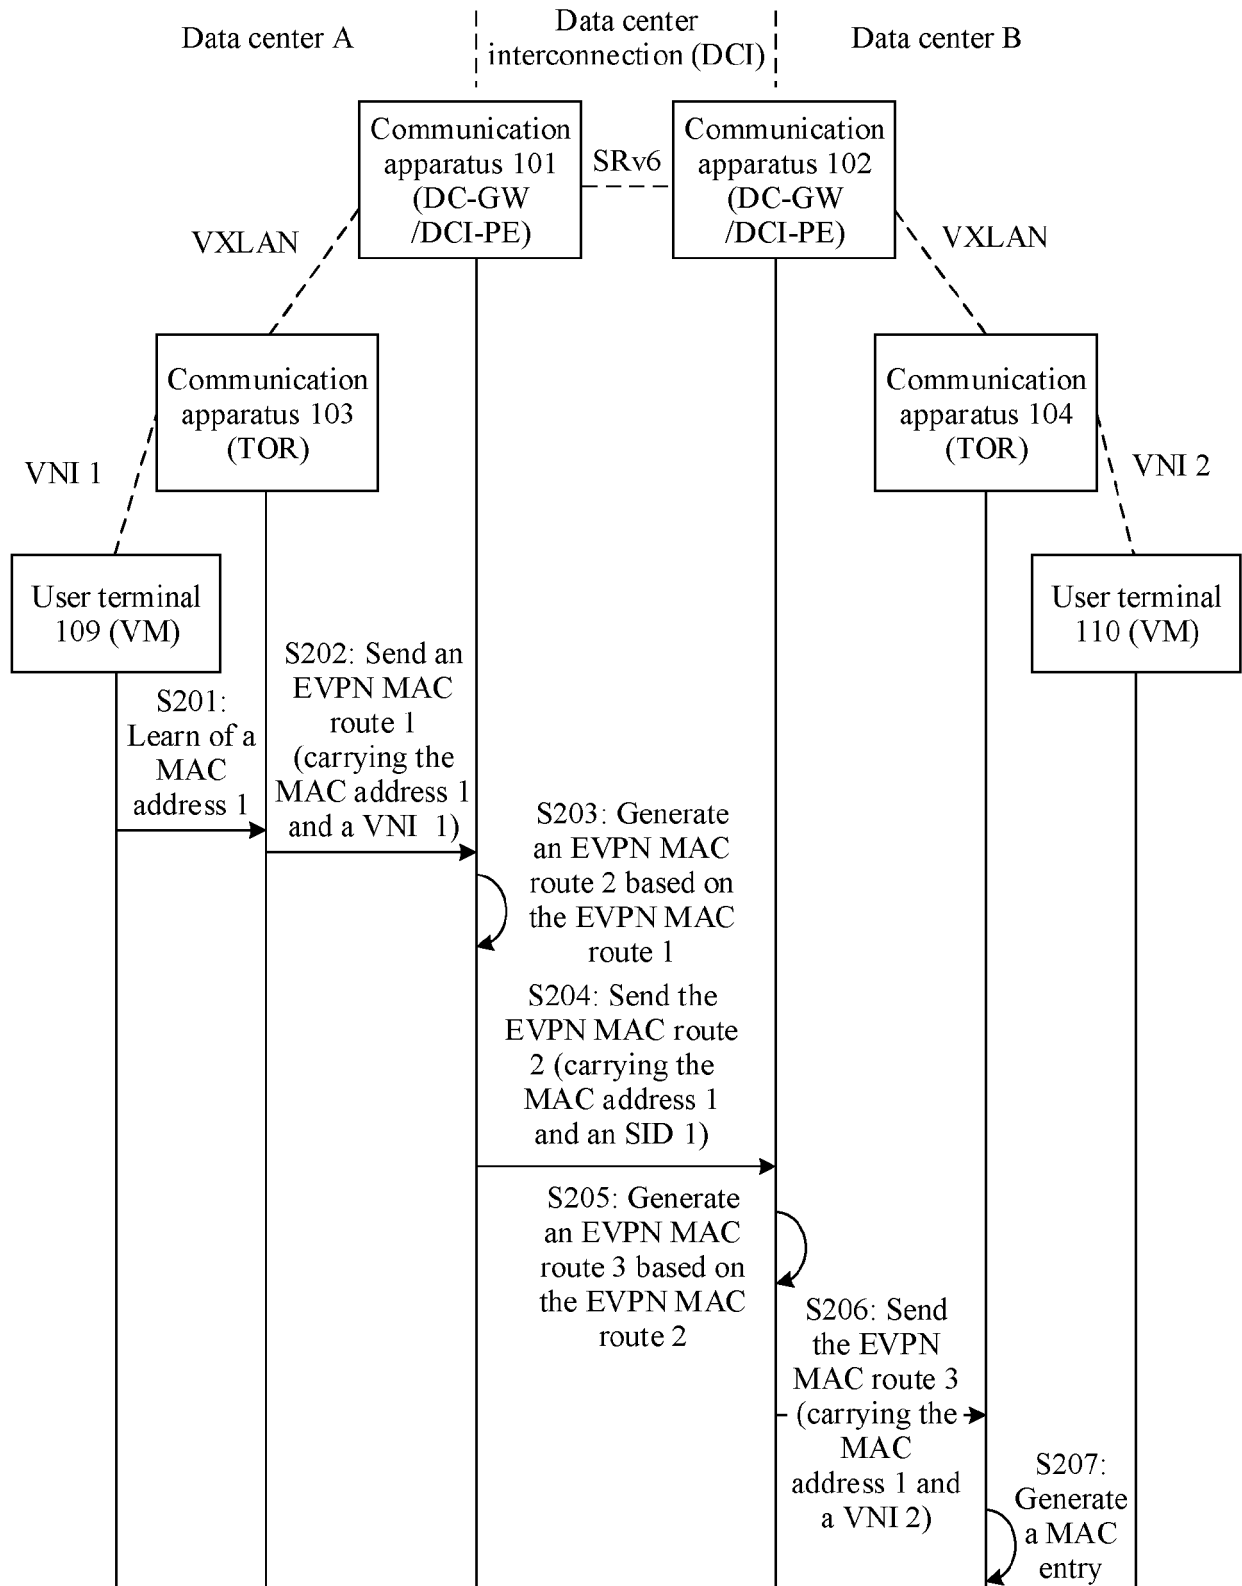 Data center A
Data center
interconnection (DCI)
Data center B
Communication
apparatus 101
(DC-GW
/DCI-PE)
SRv6
Communication
apparatus 102
(DC-GW
/DCI-PE)
VXLAN
VXLAN
Communication
apparatus 103
(TOR)
Communication
apparatus 104
(TOR)
VNI 1
VNI 2
User terminal
109 (VM)
User terminal
110 (VM)
S201:
Learn of a
MAC
address 1
S202: Send an
EVPN MAC
route 1
(carrying the
MAC address 1
and a VNI 1)
S203: Generate
an EVPN MAC
route 2 based on
the EVPN MAC
route 1
S204: Send the
EVPN MAC route
2 (carrying the
MAC address 1
and an SID 1)
S205: Generate
an EVPN MAC
route 3 based on
the EVPN MAC
route 2
S206: Send
the EVPN
MAC route 3
(carrying the
MAC
address 1 and
a VNI 2)
S207:
Generate
a MAC
entry